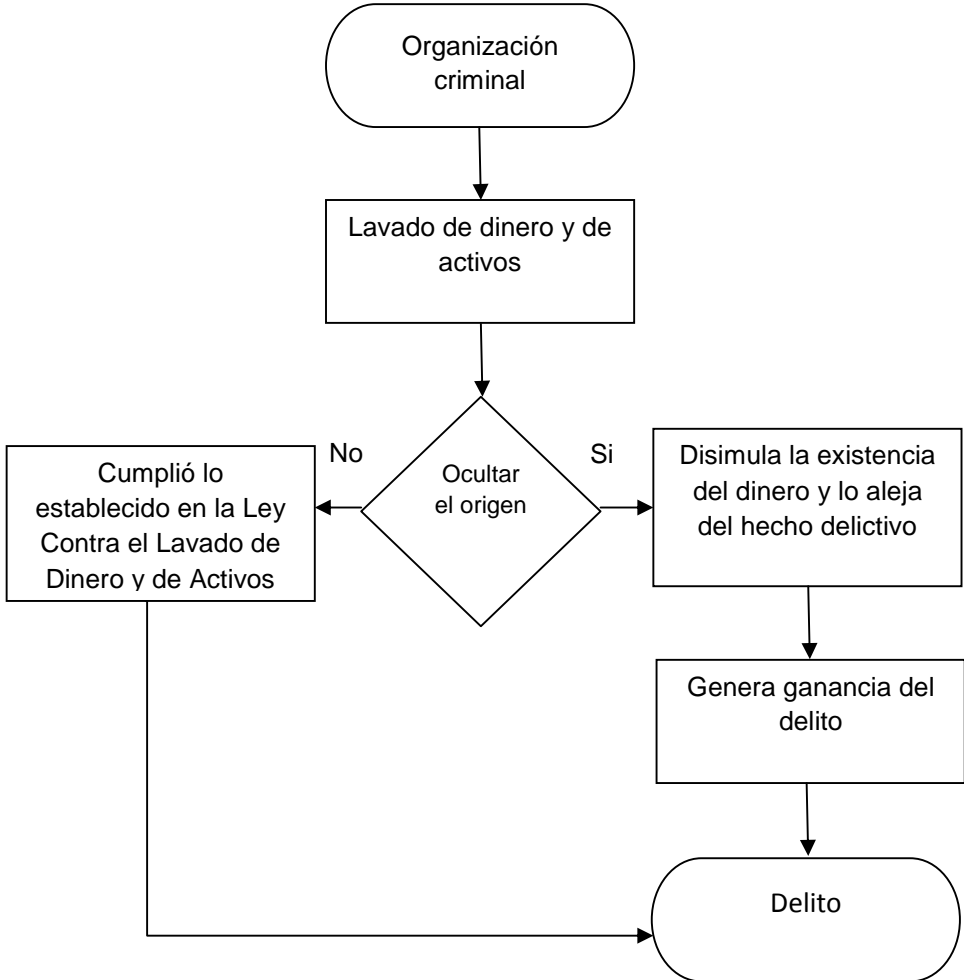 Organización
criminal
Lavado de dinero y de
activos
No
Ocultar
el origen
Si
Cumplió lo
establecido en la Ley
Contra el Lavado de
Dinero y de Activos
Disimula la existencia
del dinero y lo aleja
del hecho delictivo
Genera ganancia del
delito
Delito